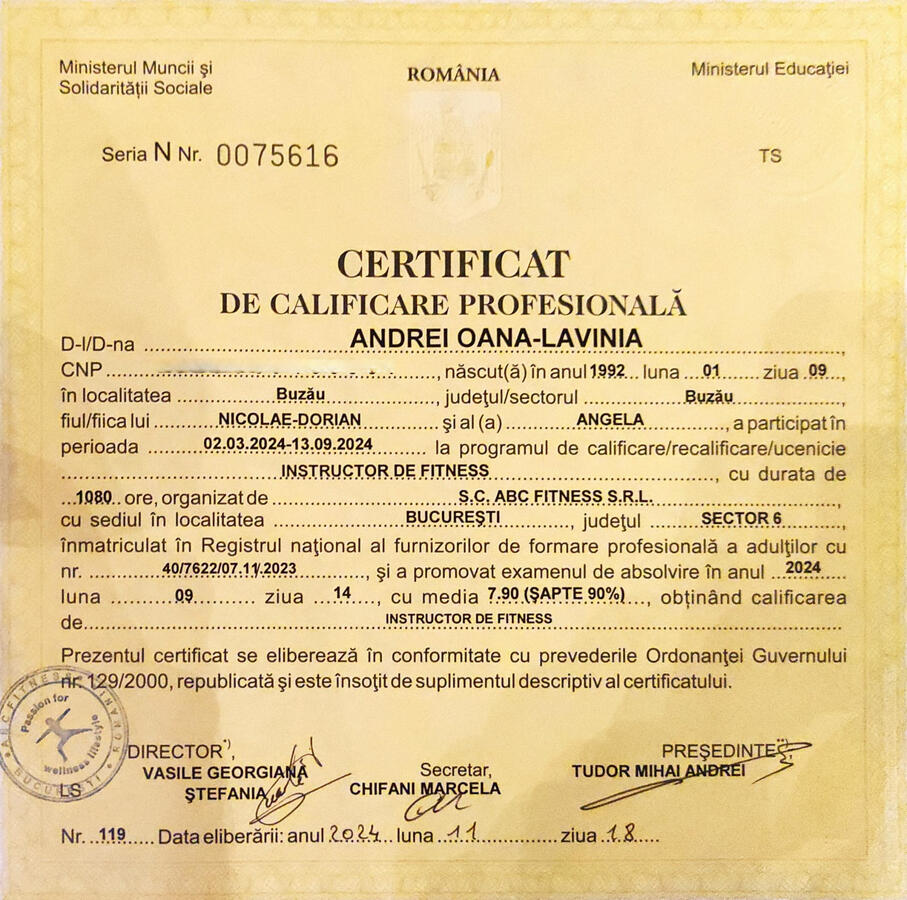 Ministerul Muncii şi
Solidarităţii Sociale
ROMÂNIA
Ministerul Educaţiei
Seria N Nr. 0075616
TS
CERTIFICAT
DE CALIFICARE PROFESIONALĂ
D-l/D-na ANDREI OANA-LAVINIA,
CNP ............, născut(ă) în anul 1992 luna 01 ziua 09,
în localitatea Buzău, judeţul/sectorul Buzău,
fiul/fiica lui NICOLAE-DORIAN şi al (a) ANGELA, a participat în
perioada 02.03.2024-13.09.2024 la programul de calificare/recalificare/ucenicie
INSTRUCTOR DE FITNESS, cu durata de
1080 ore, organizat de S.C. ABC FITNESS S.R.L.
cu sediul în localitatea BUCUREŞTI, judeţul SECTOR 6,
înmatriculat în Registrul naţional al furnizorilor de formare profesională a adulţilor cu
nr. 40/7622/07.11.2023, şi a promovat examenul de absolvire în anul 2024
luna 09 ziua 14, cu media 7.90 (ŞAPTE 90%), obţinând calificarea
de INSTRUCTOR DE FITNESS
Prezentul certificat se eliberează în conformitate cu prevederile Ordonanţei Guvernului
nr. 129/2000, republicată şi este însoţit de suplimentul descriptiv al certificatului.
ABC FITNESS ROMANIA
Passion for
wellness lifestyle
BUCUREŞTI
LS
DIRECTOR*),
VASILE GEORGIANA
ŞTEFANIA
Secretar,
CHIFANI MARCELA
PREŞEDINTE**)
TUDOR MIHAI ANDREI
Nr. 119 Data eliberării: anul 2024 luna 11 ziua 18